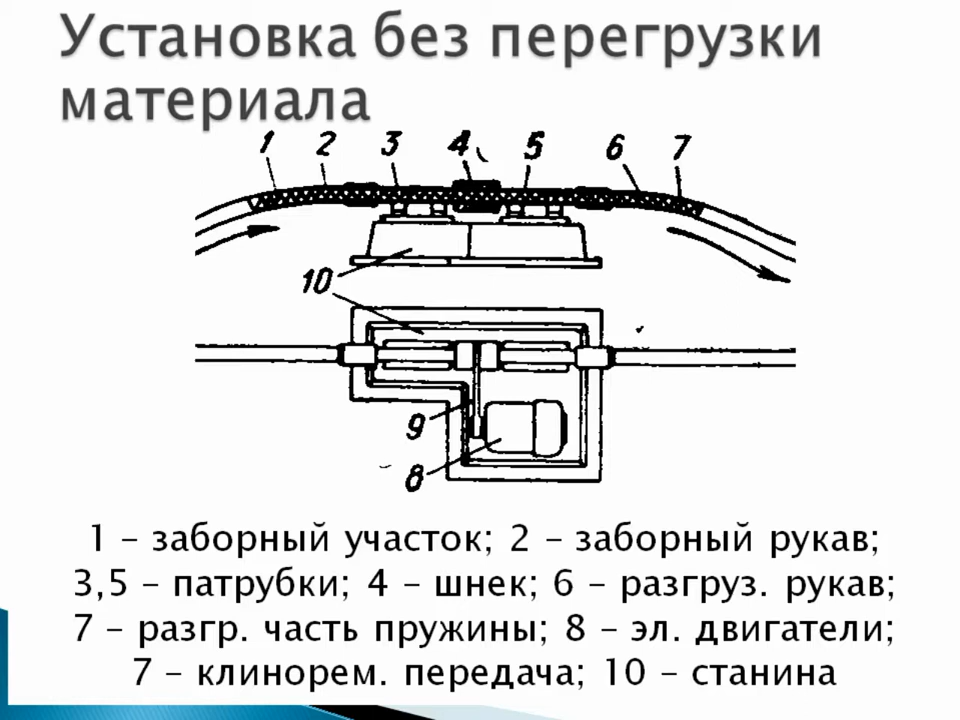 Установка без перегрузки
материала
1 2 3 4 5 6 7
10
9
8
1 – заборный участок; 2 – заборный рукав;
3,5 – патрубки; 4 – шнек; 6 – разгруз. рукав;
7 – разгр. часть пружины; 8 – эл. двигатели;
7 – клинорем. передача; 10 – станина